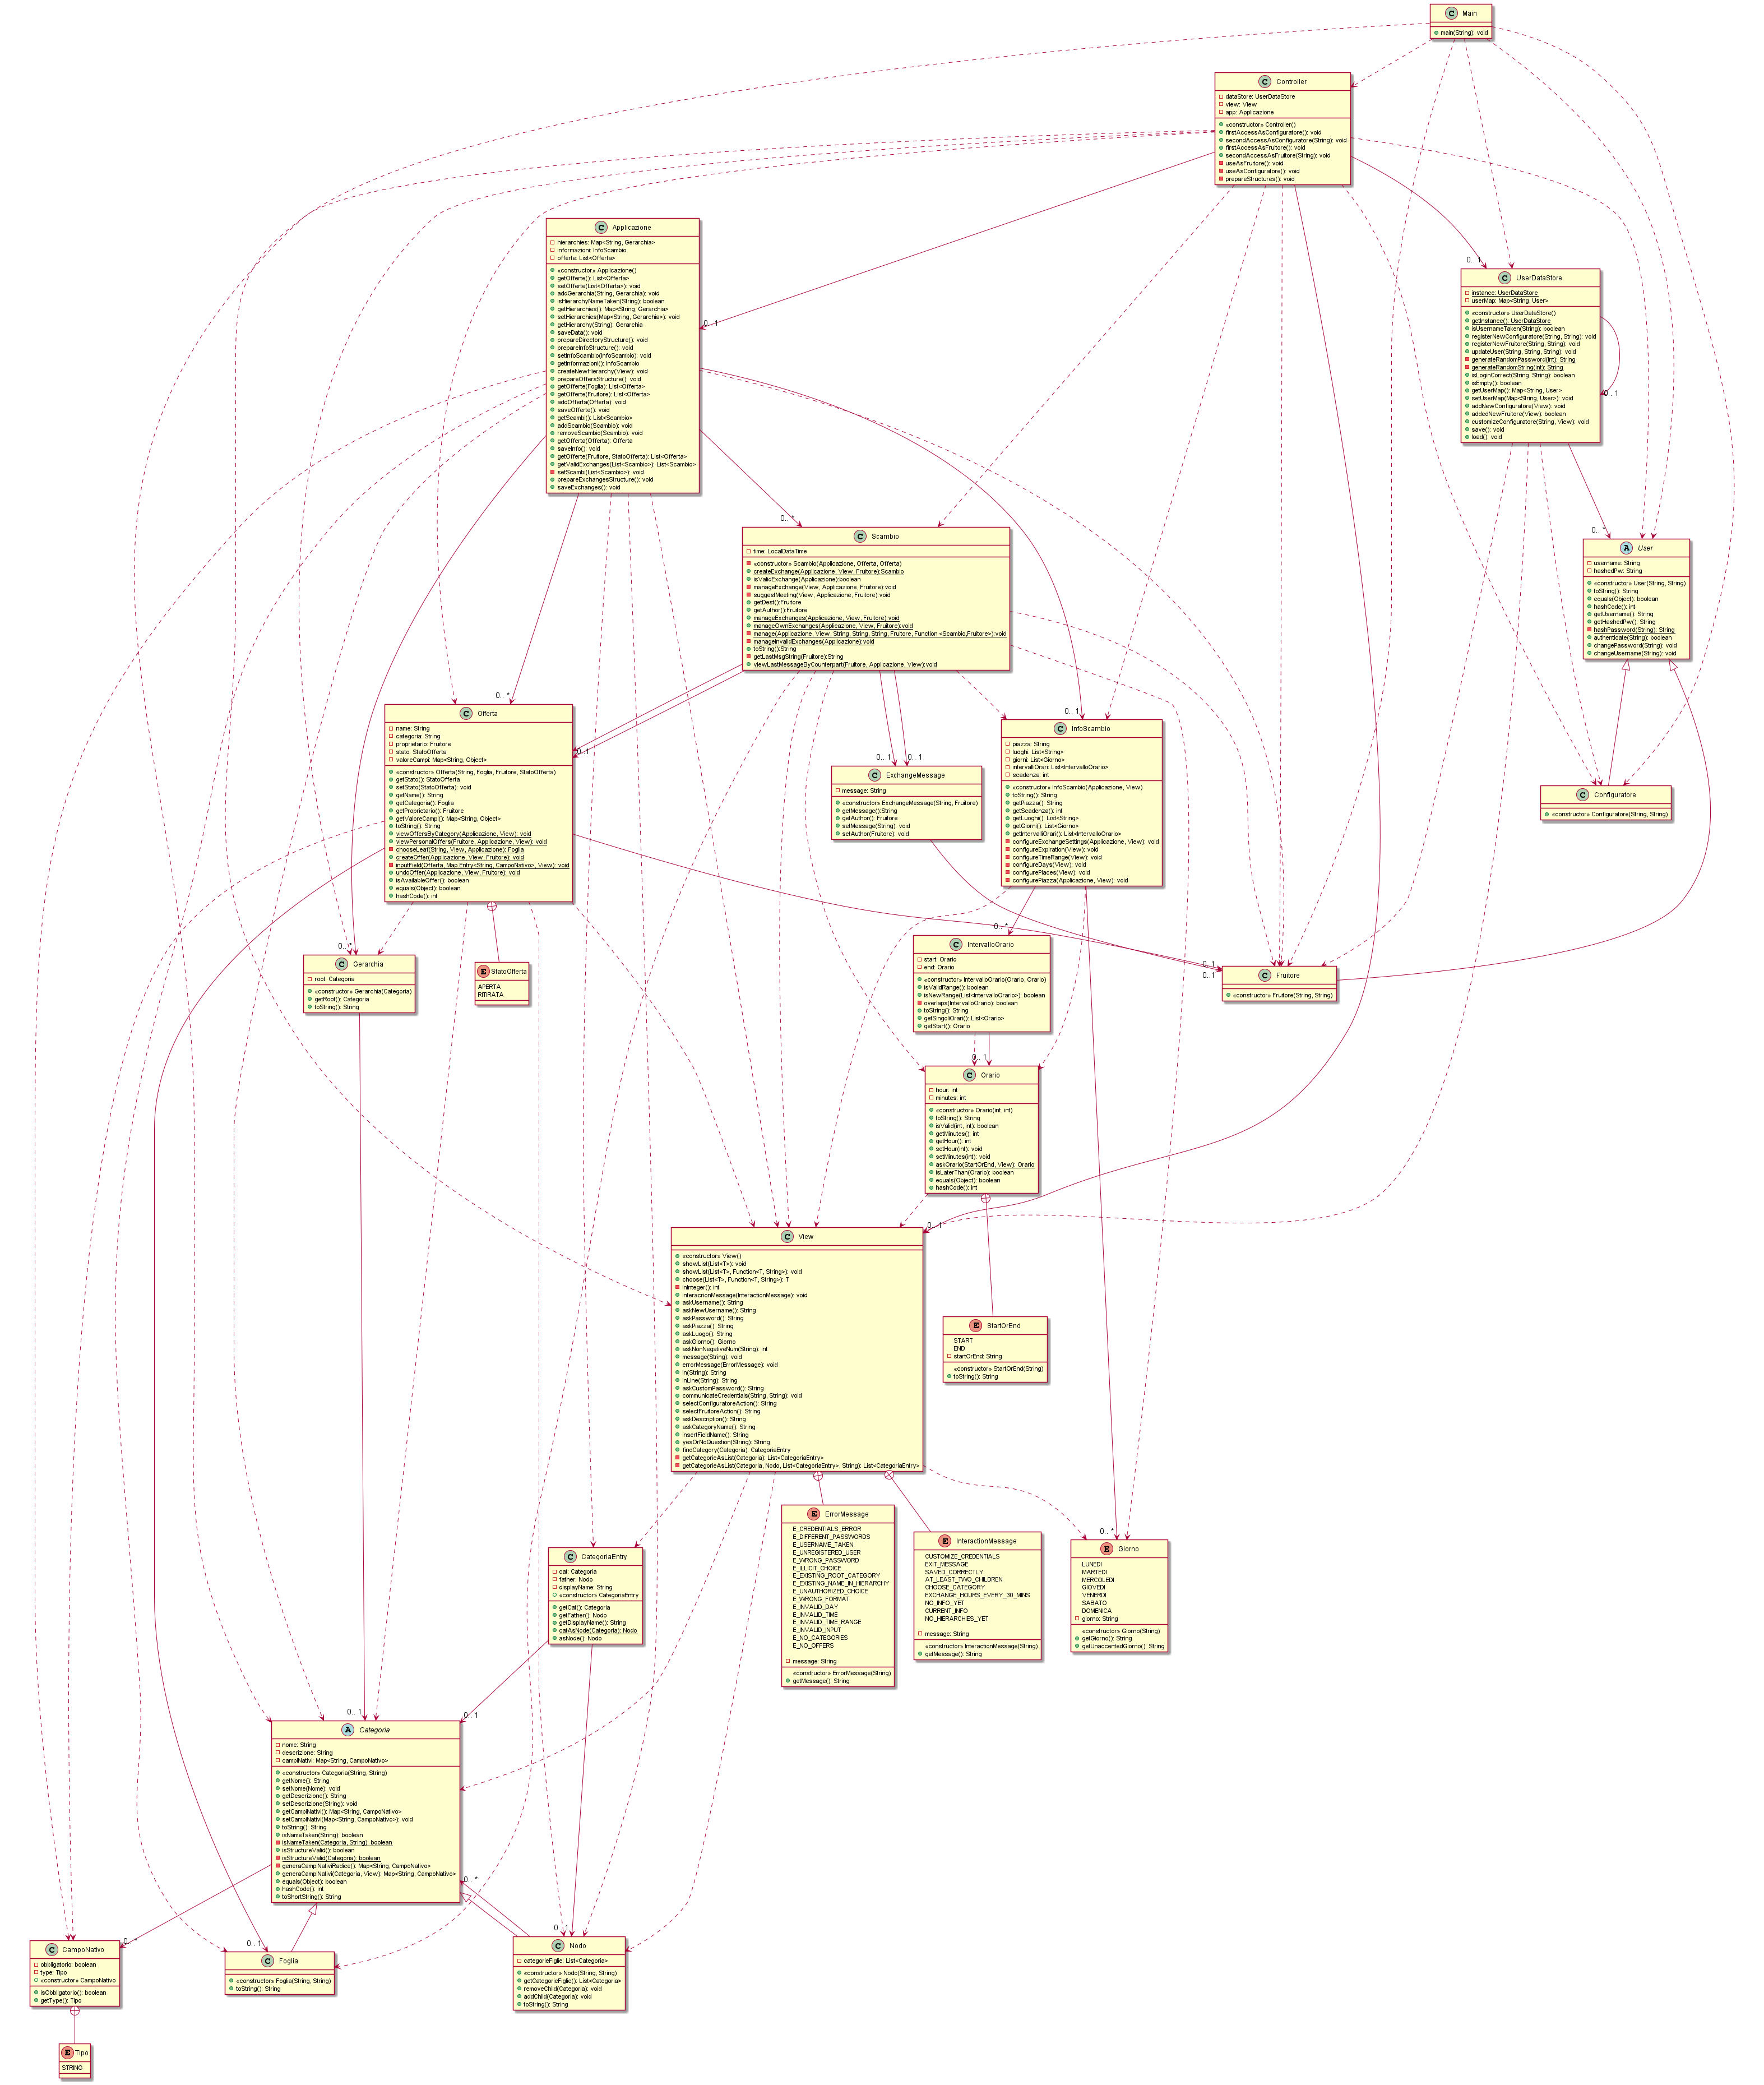 C Main
main(String): void
C Controller
dataStore: UserDataStore
view: View
app: Applicazione
«constructor» Controller()
firstAccessAsConfiguratore(): void
secondAccessAsConfiguratore(String): void
firstAccessAsFruitore(): void
secondAccessAsFruitore(String): void
useAsFruitore(): void
useAsConfiguratore(): void
prepareStructures(): void
C Applicazione
hierarchies: Map<String, Gerarchia>
informazioni: InfoScambio
offerte: List<Offerta>
«constructor» Applicazione()
getOfferte(): List<Offerta>
setOfferte(List<Offerta>): void
addGerarchia(String, Gerarchia): void
isHierarchyNameTaken(String): boolean
getHierarchies(): Map<String, Gerarchia>
setHierarchies(Map<String, Gerarchia>): void
getHierarchy(String): Gerarchia
saveData(): void
prepareDirectoryStructure(): void
prepareInfoStructure(): void
setInfoScambio(InfoScambio): void
getInformazioni(): InfoScambio
createNewHierarchy(View): void
prepareOffersStructure(): void
getOfferte(Foglia): List<Offerta>
getOfferte(Fruitore): List<Offerta>
addOfferta(Offerta): void
saveOfferte(): void
getScambi(): List<Scambio>
addScambio(Scambio): void
removeScambio(Scambio): void
getOfferta(Offerta): Offerta
saveInfo(): void
getOfferte(Fruitore, StatoOfferta): List<Offerta>
getValidExchanges(List<Scambio>): List<Scambio>
setScambi(List<Scambio>): void
prepareExchangesStructure(): void
saveExchanges(): void
0.. 1
0.. 1
C UserDataStore
instance: UserDataStore
userMap: Map<String, User>
«constructor» UserDataStore()
getInstance(): UserDataStore
isUsernameTaken(String): boolean
registerNewConfiguratore(String, String): void
registerNewFruitore(String, String): void
updateUser(String, String, String): void
generateRandomPassword(int): String
generateRandomString(int): String
isLoginCorrect(String, String): boolean
isEmpty(): boolean
getUserMap(): Map<String, User>
setUserMap(Map<String, User>): void
addNewConfiguratore(View): void
addedNewFruitore(View): boolean
customizeConfiguratore(String, View): void
save(): void
load(): void
0.. 1
0.. *
0.. *
C Scambio
time: LocalDataTime
«constructor» Scambio(Applicazione, Offerta, Offerta)
createExchange(Applicazione, View, Fruitore):Scambio
isValidExchange(Applicazione):boolean
manageExchange(View, Applicazione, Fruitore):void
suggestMeeting(View, Applicazione, Fruitore):void
getDest():Fruitore
getAuthor():Fruitore
manageExchanges(Applicazione, View, Fruitore):void
manageOwnExchanges(Applicazione, View, Fruitore):void
manage(Applicazione, View, String, String, String, Fruitore, Function <Scambio,Fruitore>):void
manageInvalidExchanges(Applicazione):void
toString():String
getLastMsgString(Fruitore):String
viewLastMessageByCounterpart(Fruitore, Applicazione, View):void
A User
username: String
hashedPw: String
«constructor» User(String, String)
toString(): String
equals(Object): boolean
hashCode(): int
getUsername(): String
getHashedPw(): String
hashPassword(String): String
authenticate(String): boolean
changePassword(String): void
changeUsername(String): void
0.. *
C Offerta
name: String
categoria: String
proprietario: Fruitore
stato: StatoOfferta
valoreCampi: Map<String, Object>
«constructor» Offerta(String, Foglia, Fruitore, StatoOfferta)
getStato(): StatoOfferta
setStato(StatoOfferta): void
getName(): String
getCategoria(): Foglia
getProprietario(): Fruitore
getValoreCampi(): Map<String, Object>
toString(): String
viewOffersByCategory(Applicazione, View): void
viewPersonalOffers(Fruitore, Applicazione, View): void
chooseLeaf(String, View, Applicazione): Foglia
createOffer(Applicazione, View, Fruitore): void
inputField(Offerta, Map.Entry<String, CampoNativo>, View): void
undoOffer(Applicazione, View, Fruitore): void
isAvailableOffer(): boolean
equals(Object): boolean
hashCode(): int
0.. 1
0.. 1
0.. 1
0.. 1
C InfoScambio
piazza: String
luoghi: List<String>
giorni: List<Giorno>
intervalliOrari: List<IntervalloOrario>
scadenza: int
«constructor» InfoScambio(Applicazione, View)
toString(): String
getPiazza(): String
getScadenza(): int
getLuoghi(): List<String>
getGiorni(): List<Giorno>
getIntervalliOrari(): List<IntervalloOrario>
configureExchangeSettings(Applicazione, View): void
configureExpiration(View): void
configureTimeRange(View): void
configureDays(View): void
configurePlaces(View): void
configurePiazza(Applicazione, View): void
C ExchangeMessage
message: String
«constructor» ExchangeMessage(String, Fruitore)
getMessage():String
getAuthor(): Fruitore
setMessage(String): void
setAuthor(Fruitore): void
C Configuratore
«constructor» Configuratore(String, String)
0.. *
C Gerarchia
root: Categoria
«constructor» Gerarchia(Categoria)
getRoot(): Categoria
toString(): String
E StatoOfferta
APERTA
RITIRATA
0.. *
C IntervalloOrario
start: Orario
end: Orario
«constructor» IntervalloOrario(Orario, Orario)
isValidRange(): boolean
isNewRange(List<IntervalloOrario>): boolean
overlaps(IntervalloOrario): boolean
toString(): String
getSingoliOrari(): List<Orario>
getStart(): Orario
0.. 1
0.. 1
C Fruitore
«constructor» Fruitore(String, String)
0.. 1
C Orario
hour: int
minutes: int
«constructor» Orario(int, int)
toString(): String
isValid(int, int): boolean
getMinutes(): int
getHour(): int
setHour(int): void
setMinutes(int): void
askOrario(StartOrEnd, View): Orario
isLaterThan(Orario): boolean
equals(Object): boolean
hashCode(): int
0.. 1
C View
«constructor» View()
showList(List<T>): void
showList(List<T>, Function<T, String>): void
choose(List<T>, Function<T, String>): T
inInteger(): int
interacrionMessage(InteractionMessage): void
askUsername(): String
askNewUsername(): String
askPassword(): String
askPiazza(): String
askLuogo(): String
askGiorno(): Giorno
askNonNegativeNum(String): int
message(String): void
errorMessage(ErrorMessage): void
in(String): String
inLine(String): String
askCustomPassword(): String
communicateCredentials(String, String): void
selectConfiguratoreAction(): String
selectFruitoreAction(): String
askDescription(): String
askCategoryName(): String
insertFieldName(): String
yesOrNoQuestion(String): String
findCategory(Categoria): CategoriaEntry
getCategorieAsList(Categoria): List<CategoriaEntry>
getCategorieAsList(Categoria, Nodo, List<CategoriaEntry>, String): List<CategoriaEntry>
E StartOrEnd
START
END
startOrEnd: String
«constructor» StartOrEnd(String)
toString(): String
E ErrorMessage
E_CREDENTIALS_ERROR
E_DIFFERENT_PASSWORDS
E_USERNAME_TAKEN
E_UNREGISTERED_USER
E_WRONG_PASSWORD
E_ILLICIT_CHOICE
E_EXISTING_ROOT_CATEGORY
E_EXISTING_NAME_IN_HIERARCHY
E_UNAUTHORIZED_CHOICE
E_WRONG_FORMAT
E_INVALID_DAY
E_INVALID_TIME
E_INVALID_TIME_RANGE
E_INVALID_INPUT
E_NO_CATEGORIES
E_NO_OFFERS
message: String
«constructor» ErrorMessage(String)
getMessage(): String
E InteractionMessage
CUSTOMIZE_CREDENTIALS
EXIT_MESSAGE
SAVED_CORRECTLY
AT_LEAST_TWO_CHILDREN
CHOOSE_CATEGORY
EXCHANGE_HOURS_EVERY_30_MINS
NO_INFO_YET
CURRENT_INFO
NO_HIERARCHIES_YET
message: String
«constructor» InteractionMessage(String)
getMessage(): String
0.. *
E Giorno
LUNEDI
MARTEDI
MERCOLEDI
GIOVEDI
VENERDI
SABATO
DOMENICA
giorno: String
«constructor» Giorno(String)
getGiorno(): String
getUnaccentedGiorno(): String
C CategoriaEntry
cat: Categoria
father: Nodo
displayName: String
«constructor» CategoriaEntry
getCat(): Categoria
getFather(): Nodo
getDisplayName(): String
catAsNode(Categoria): Nodo
asNode(): Nodo
0.. 1
0.. 1
A Categoria
nome: String
descrizione: String
campiNativi: Map<String, CampoNativo>
«constructor» Categoria(String, String)
getNome(): String
setNome(Nome): void
getDescrizione(): String
setDescrizione(String): void
getCampiNativi(): Map<String, CampoNativo>
setCampiNativi(Map<String, CampoNativo>): void
toString(): String
isNameTaken(String): boolean
isNameTaken(Categoria, String): boolean
isStructureValid(): boolean
isStructureValid(Categoria): boolean
generaCampiNativiRadice(): Map<String, CampoNativo>
generaCampiNativi(Categoria, View): Map<String, CampoNativo>
equals(Object): boolean
hashCode(): int
toShortString(): String
0.. *
0.. *
0.. 1
0.. 1
C CampoNativo
obbligatorio: boolean
type: Tipo
«constructor» CampoNativo
isObbligatorio(): boolean
getType(): Tipo
C Foglia
«constructor» Foglia(String, String)
toString(): String
C Nodo
categorieFiglie: List<Categoria>
«constructor» Nodo(String, String)
getCategorieFiglie(): List<Categoria>
removeChild(Categoria): void
addChild(Categoria): void
toString(): String
E Tipo
STRING